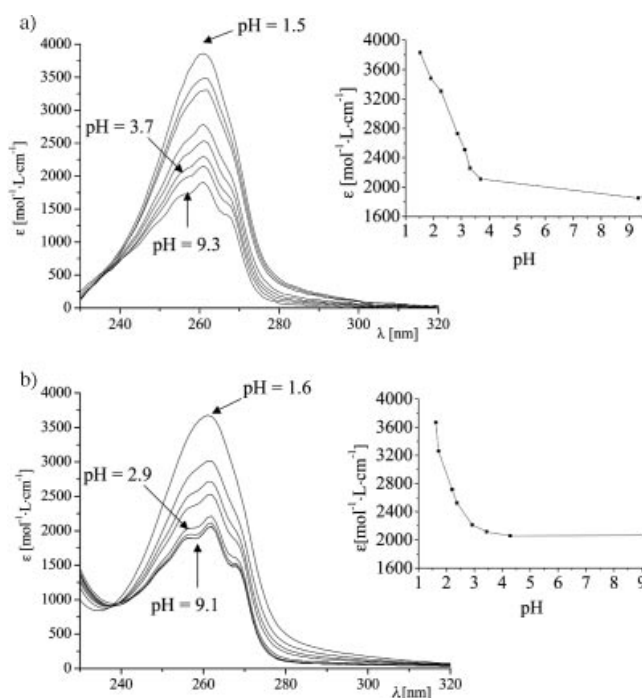 a)
pH = 1.5
pH = 3.7
pH = 9.3
ε [mol⁻¹·L·cm⁻¹]
4000
3500
3000
2500
2000
1500
1000
500
0
240 260 280 300 320
λ [nm]
ε [mol⁻¹·L·cm⁻¹]
4000
3600
3200
2800
2400
2000
1600
1 2 3 4 5 6 7 8 9
pH
b)
pH = 1.6
pH = 2.9
pH = 9.1
ε [mol⁻¹·L·cm⁻¹]
4000
3500
3000
2500
2000
1500
1000
500
0
240 260 280 300 320
λ[nm]
ε[mol⁻¹·L·cm⁻¹]
4000
3600
3200
2800
2400
2000
1600
1 2 3 4 5 6 7 8 9
pH